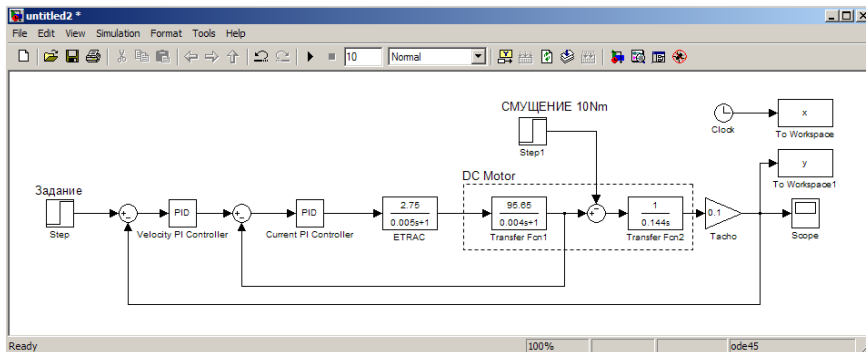 untitled2 *
File Edit View Simulation Format Tools Help
10 Normal
СМУЩЕНИЕ 10Nm
Step1
Clock
x
To Workspace
y
To Workspace1
DC Motor
Задание
Step
+
-
PID
Velocity PI Controller
+
-
PID
Current PI Controller
2.75
0.005s+1
ETRAC
95.65
0.004s+1
Transfer Fcn1
-
+
1
0.144s
Transfer Fcn2
0.1
Tacho
Scope
Ready 100% ode45